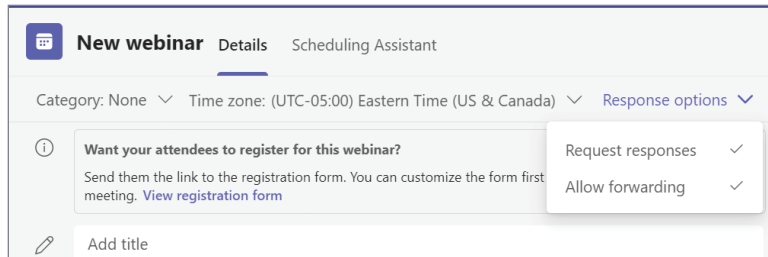 New webinar Details Scheduling Assistant
Category: None Time zone: (UTC-05:00) Eastern Time (US & Canada) Response options
Want your attendees to register for this webinar?
Send them the link to the registration form. You can customize the form first
meeting. View registration form
Request responses
Allow forwarding
Add title